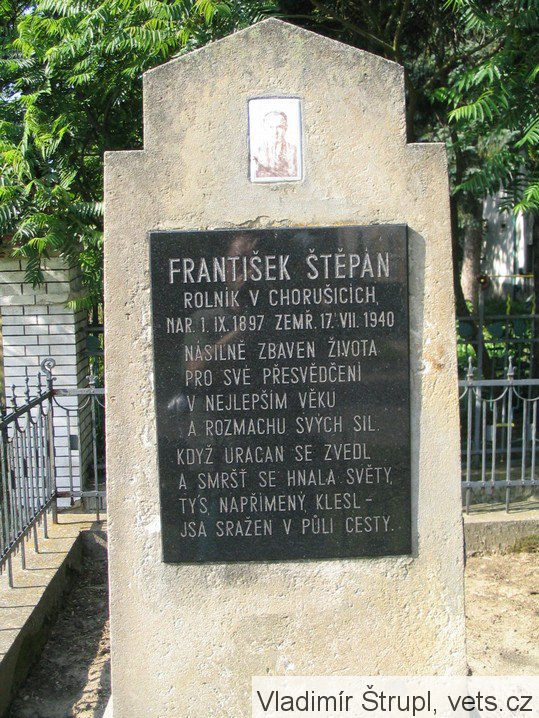 FRANTIŠEK ŠTĚPÁN
ROLNÍK V CHORUŠICÍCH,
NAR. 1. IX. 1897 ZEMŘ. 17. VII. 1940
NÁSILNĚ ZBAVEN ŽIVOTA
PRO SVÉ PŘESVĚDČENÍ
V NEJLEPŠÍM VĚKU
A ROZMACHU SVÝCH SIL.
KDYŽ URAGAN SE ZVEDL
A SMRŠŤ SE HNALA SVĚTY,
TY'S, NAPŘÍMENÝ, KLESL -
JSA SRAŽEN V PŮLI CESTY.
Vladimír Štrupl, vets.cz